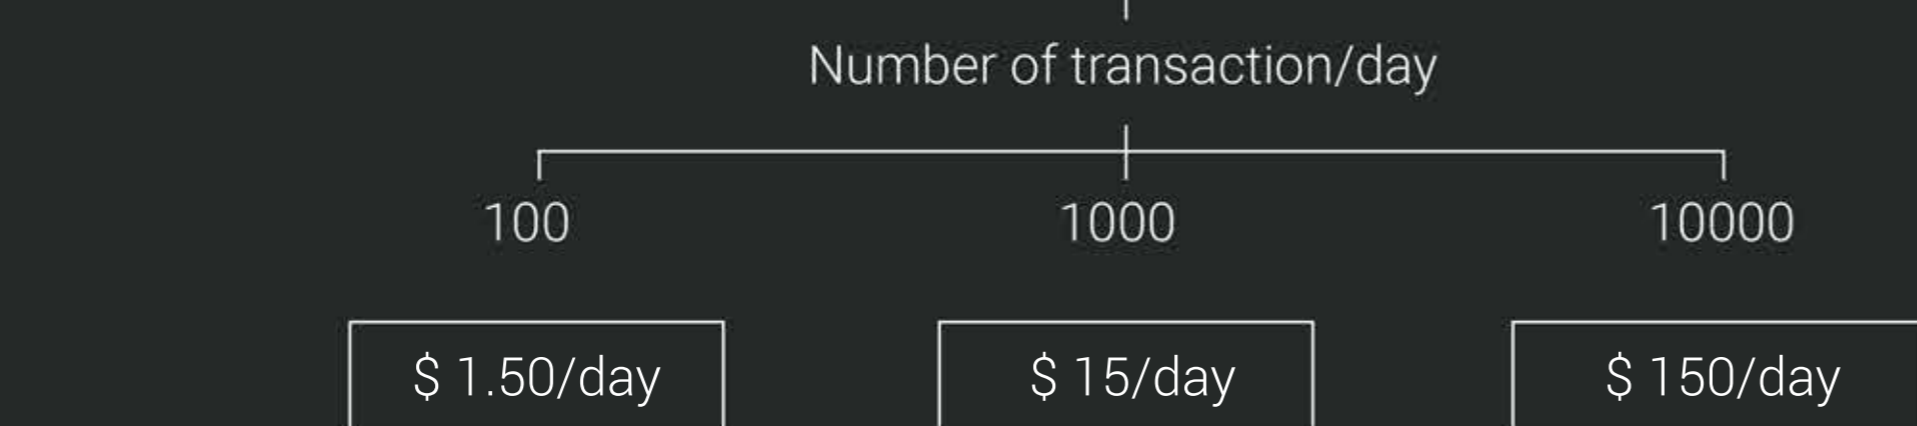 Number of transaction/day
100 1000 10000
$ 1.50/day $ 15/day $ 150/day